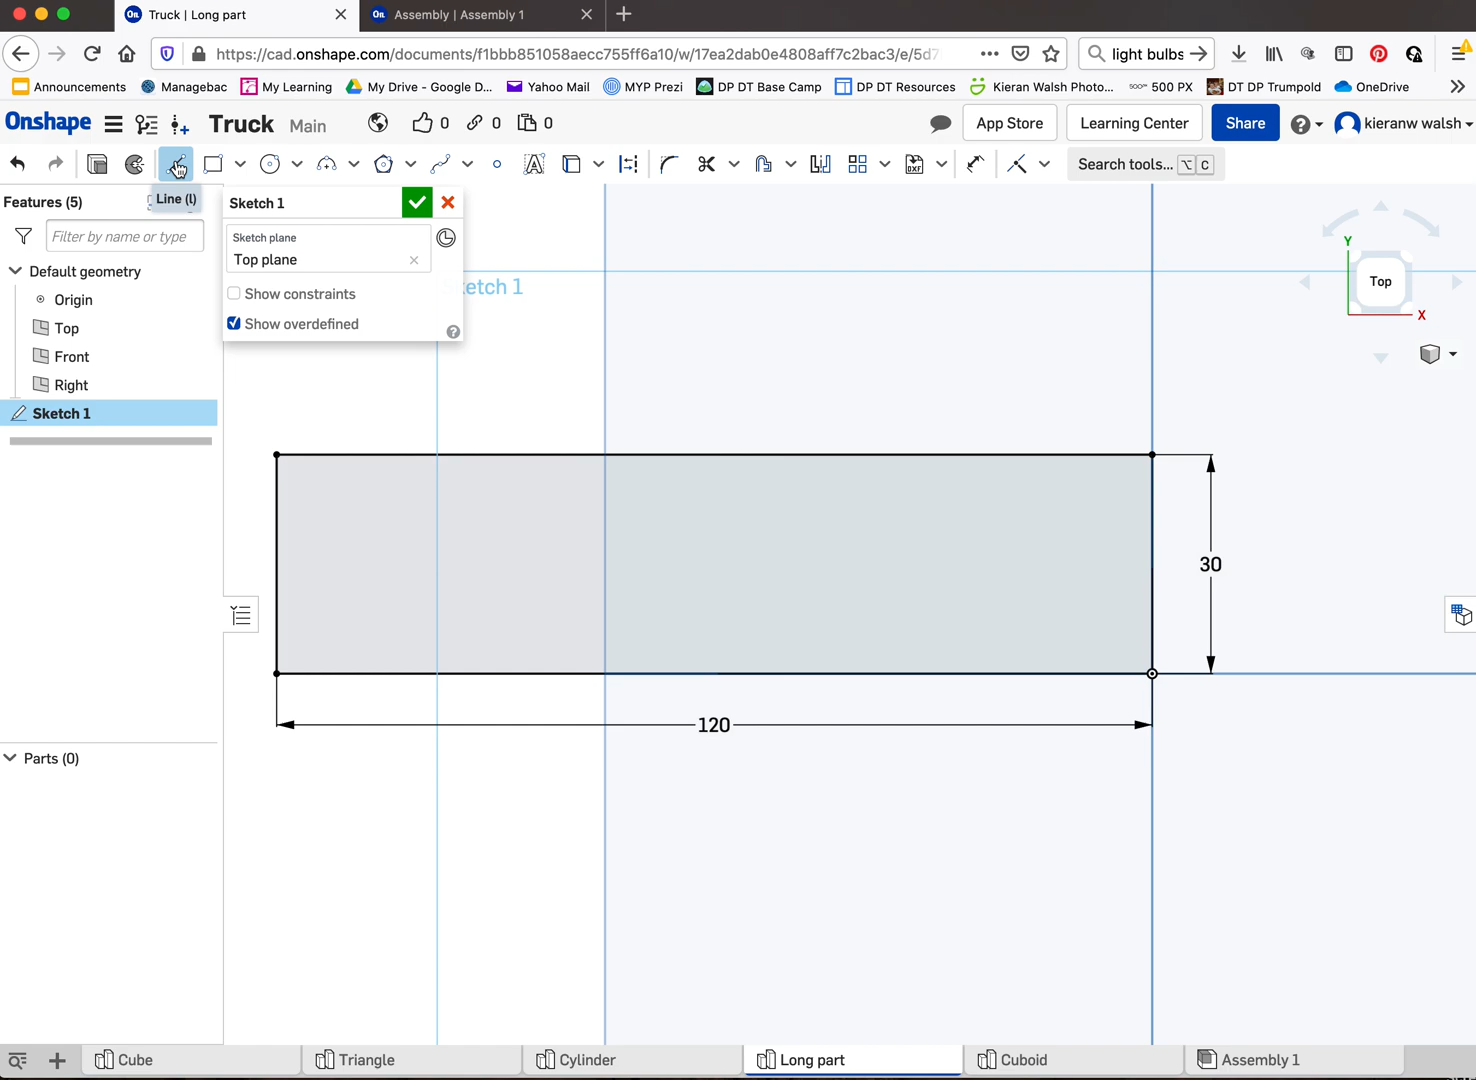 Truck | Long part
Assembly | Assembly 1
https://cad.onshape.com/documents/f1bbb851058aecc755ff6a10/w/17ea2dab0e4808aff7c2bac3/e/5d7
light bulbs
Announcements
Managebac
My Learning
My Drive - Google D...
Yahoo Mail
MYP Prezi
DP DT Base Camp
DP DT Resources
Kieran Walsh Photo...
500 PX
DT DP Trumpold
OneDrive
Onshape
Truck Main
0
0
0
App Store
Learning Center
Share
kieranw walsh
DXF
Search tools... ⌥ C
Features (5)
Line (l)
Filter by name or type
Default geometry
Origin
Top
Front
Right
Sketch 1
Parts (0)
Sketch 1
Sketch plane
Top plane
Show constraints
Show overdefined
etch 1
Y
Top
X
30
120
Cube
Triangle
Cylinder
Long part
Cuboid
Assembly 1